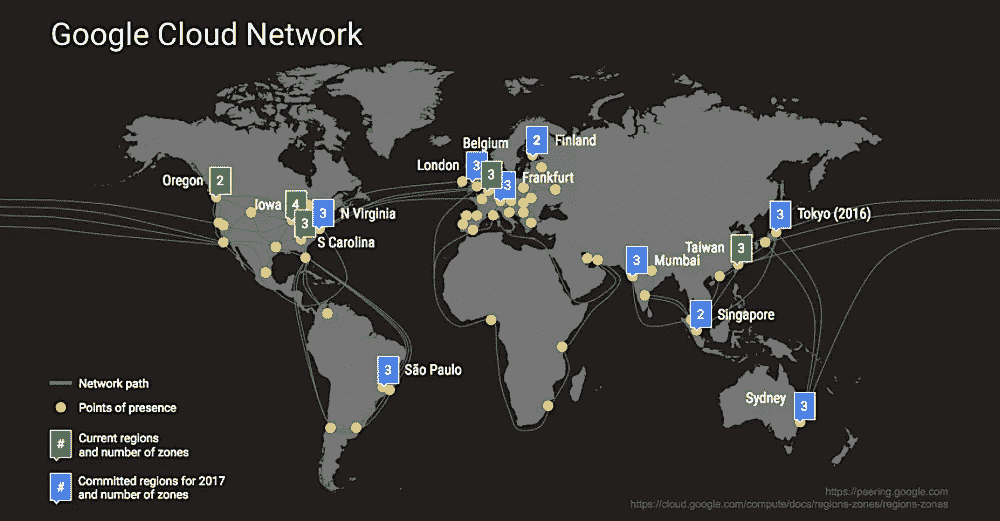 Google Cloud Network
2
Finland
Belgium
London
3
3
3
Frankfurt
Oregon
2
Iowa
4
3
N Virginia
3
S Carolina
3
Tokyo (2016)
Taiwan
3
3
Mumbai
2
Singapore
3
São Paulo
Sydney
3
Network path
Points of presence
#
Current regions
and number of zones
#
Committed regions for 2017
and number of zones
https://peering.google.com
https://cloud.google.com/compute/docs/regions-zones/regions-zones